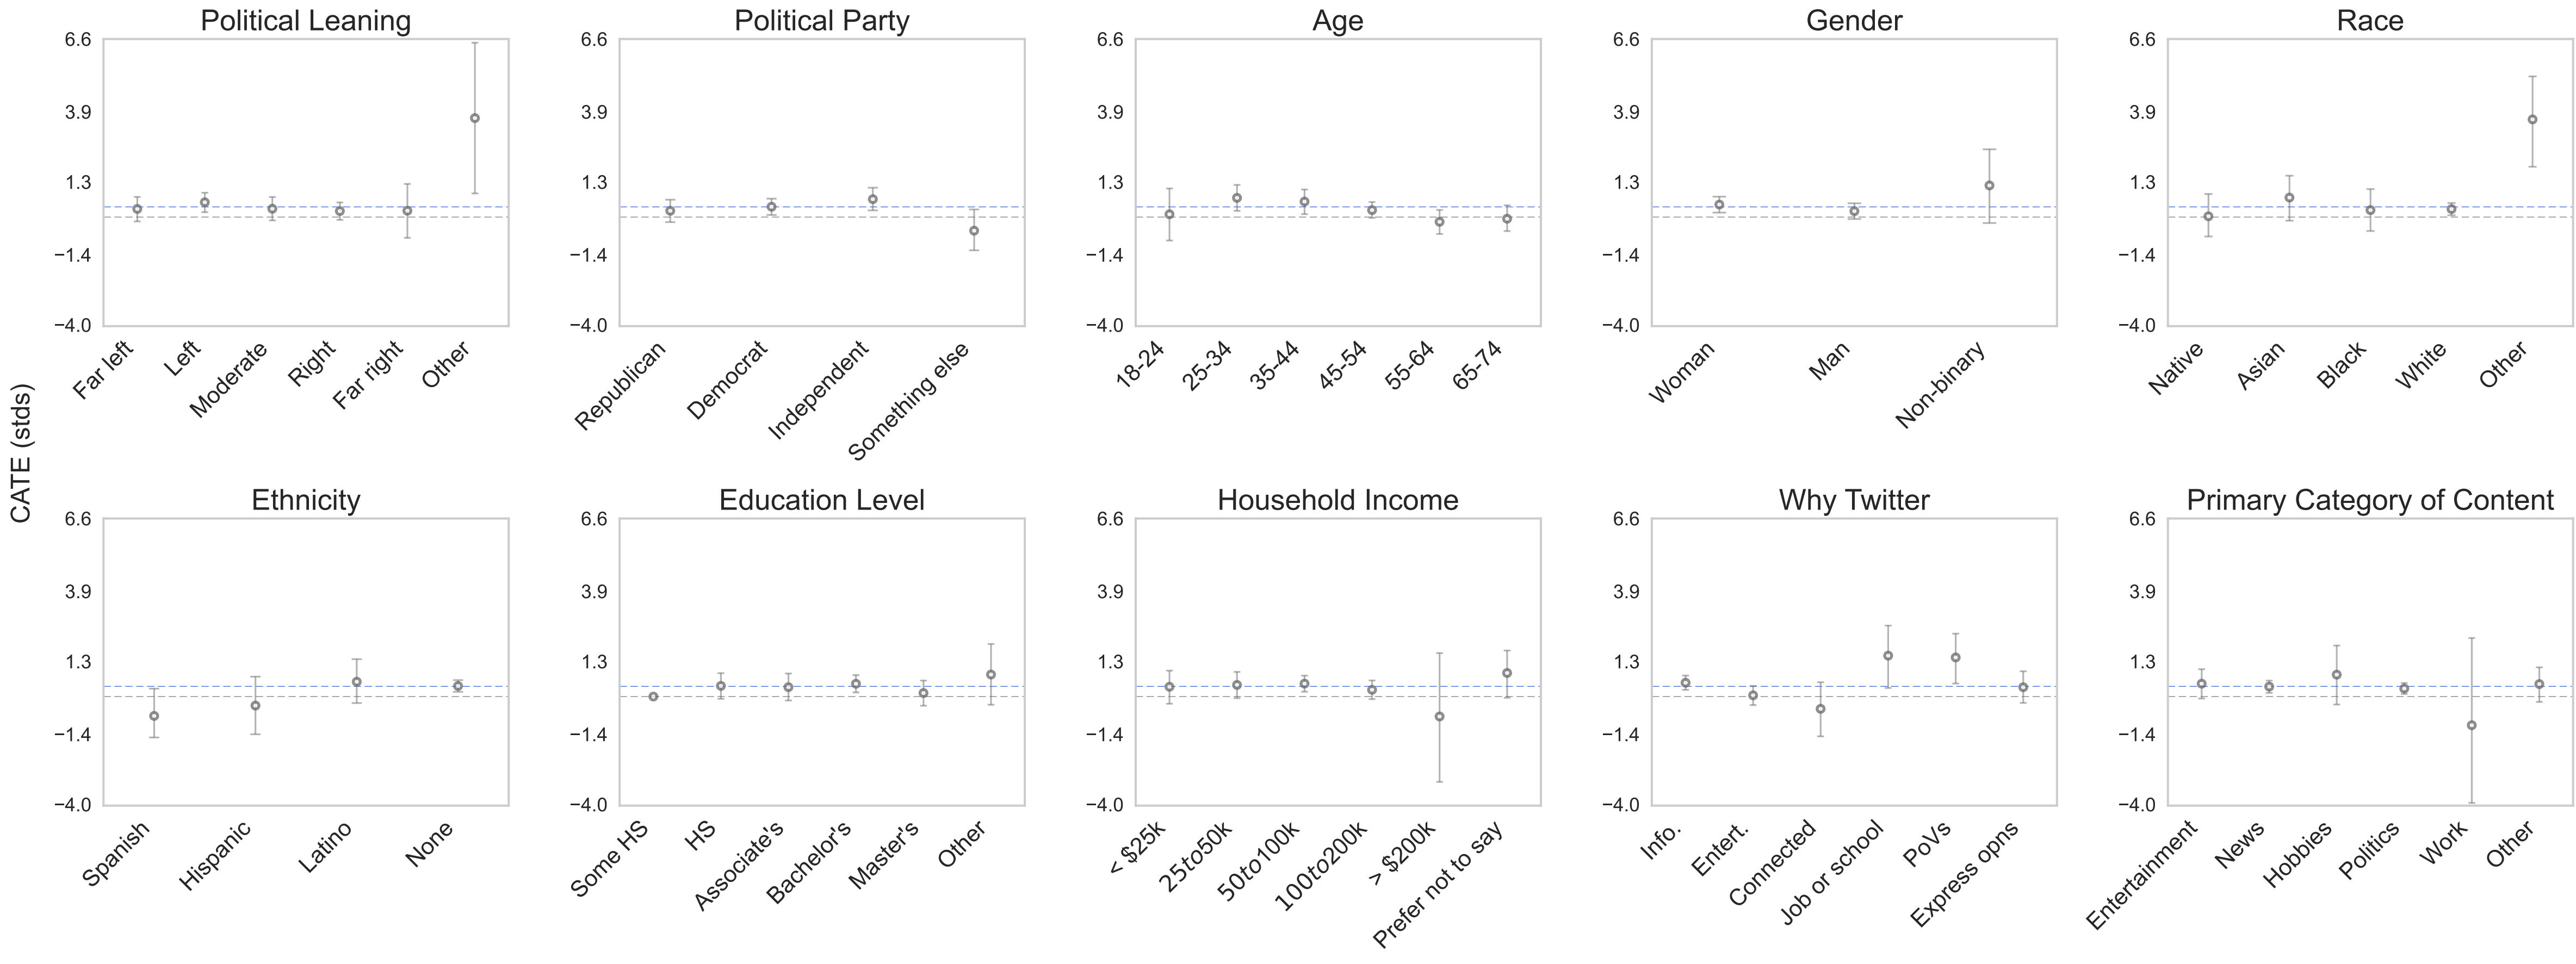 Political Leaning
Political Party
Age
Gender
Race
6.6
3.9
1.3
−1.4
−4.0
6.6
3.9
1.3
−1.4
−4.0
6.6
3.9
1.3
−1.4
−4.0
6.6
3.9
1.3
−1.4
−4.0
6.6
3.9
1.3
−1.4
−4.0
Far left
Left
Moderate
Right
Far right
Other
Republican
Democrat
Independent
Something else
18-24
25-34
35-44
45-54
55-64
65-74
Woman
Man
Non-binary
Native
Asian
Black
White
Other
CATE (stds)
Ethnicity
Education Level
Household Income
Why Twitter
Primary Category of Content
6.6
3.9
1.3
−1.4
−4.0
6.6
3.9
1.3
−1.4
−4.0
6.6
3.9
1.3
−1.4
−4.0
6.6
3.9
1.3
−1.4
−4.0
6.6
3.9
1.3
−1.4
−4.0
Spanish
Hispanic
Latino
None
Some HS
HS
Associate's
Bachelor's
Master's
Other
< $25k
25to50k
50to100k
100to200k
> $200k
Prefer not to say
Info.
Entert.
Connected
Job or school
PoVs
Express opns
Entertainment
News
Hobbies
Politics
Work
Other